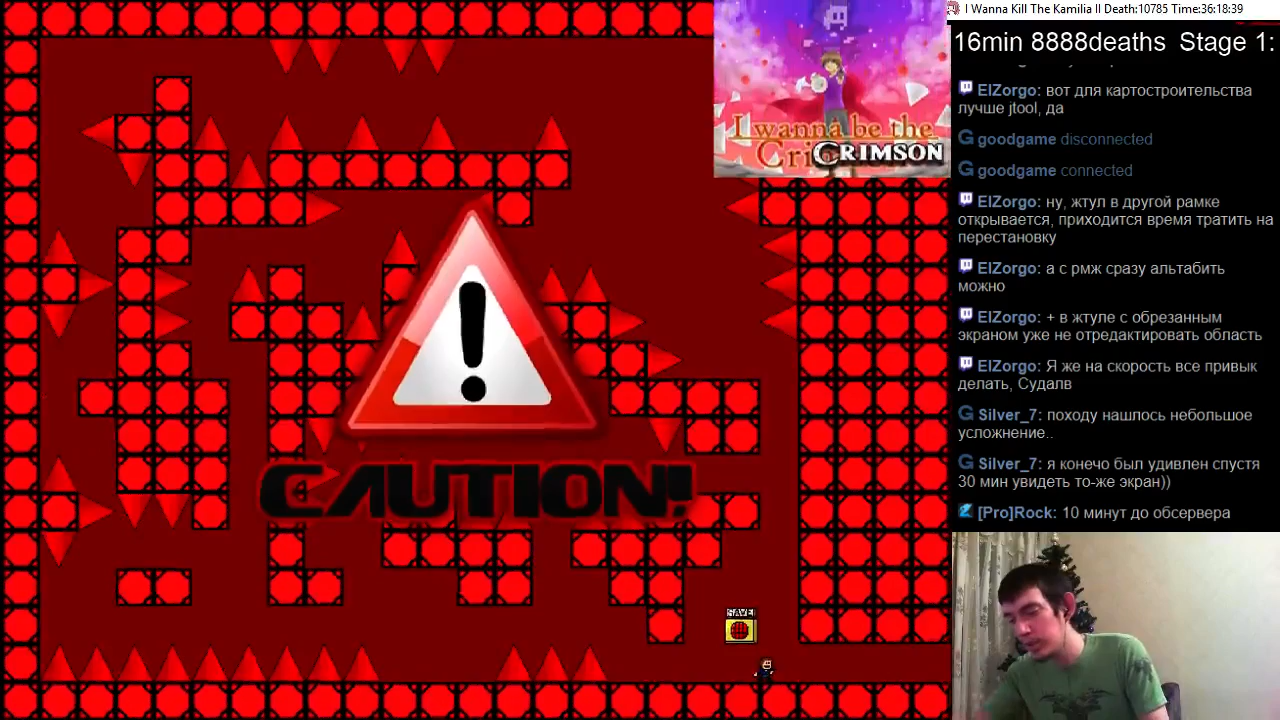 I Wanna Kill The Kamilia II Death:10785 Time:36:18:39
16min 8888deaths Stage 1:
ElZorgo: вот для картостроительства
лучше jtool, да
goodgame disconnected
goodgame connected
ElZorgo: ну, жтул в другой рамке
открывается, приходится время тратить на
перестановку
ElZorgo: а с рмж сразу альтабить
можно
ElZorgo: + в жтуле с обрезанным
экраном уже не отредактировать область
ElZorgo: Я же на скорость все привык
делать, Судалв
Silver_7: походу нашлось небольшое
усложнение..
Silver_7: я конечо был удивлен спустя
30 мин увидеть то-же экран))
[Pro]Rock: 10 минут до обсервера
I wanna be the
CRIMSON
CAUTION!
SAVE